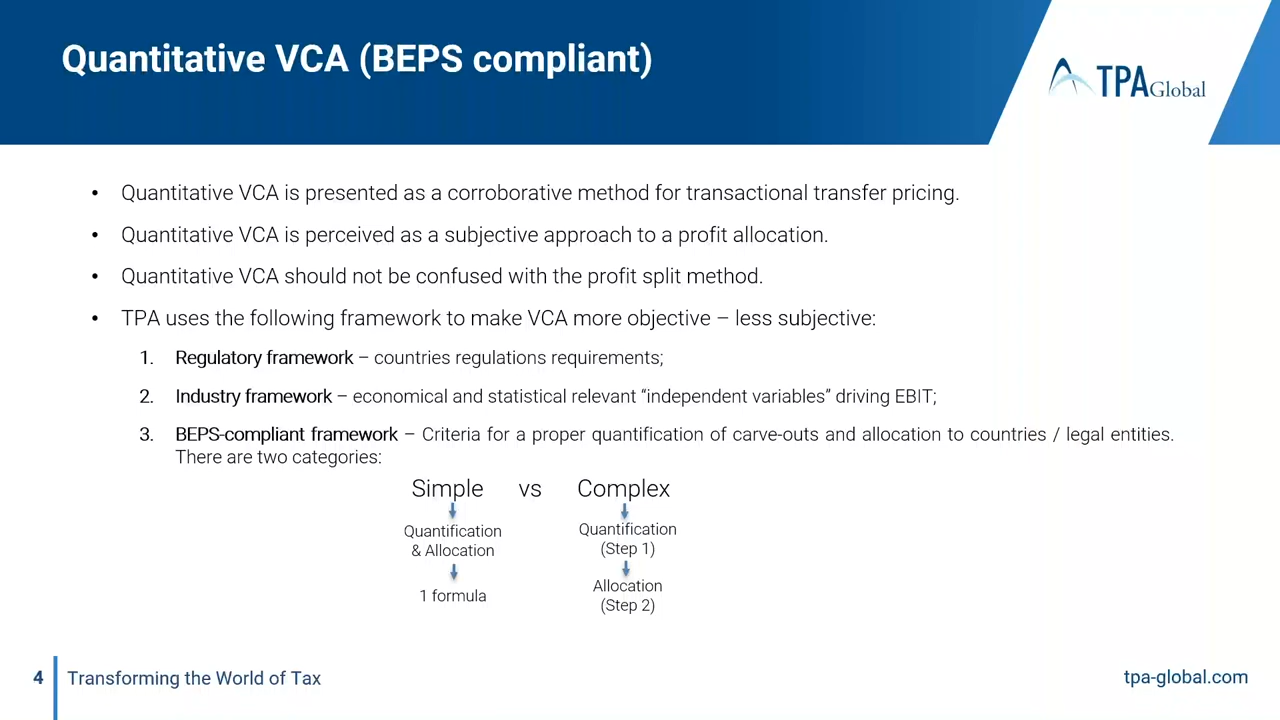 Quantitative VCA (BEPS compliant)
TPA Global
• Quantitative VCA is presented as a corroborative method for transactional transfer pricing.
• Quantitative VCA is perceived as a subjective approach to a profit allocation.
• Quantitative VCA should not be confused with the profit split method.
• TPA uses the following framework to make VCA more objective – less subjective:
1. Regulatory framework – countries regulations requirements;
2. Industry framework – economical and statistical relevant “independent variables” driving EBIT;
3. BEPS-compliant framework – Criteria for a proper quantification of carve-outs and allocation to countries / legal entities.
There are two categories:
Simple vs Complex
Quantification
& Allocation
1 formula
Quantification
(Step 1)
Allocation
(Step 2)
4 Transforming the World of Tax
tpa-global.com